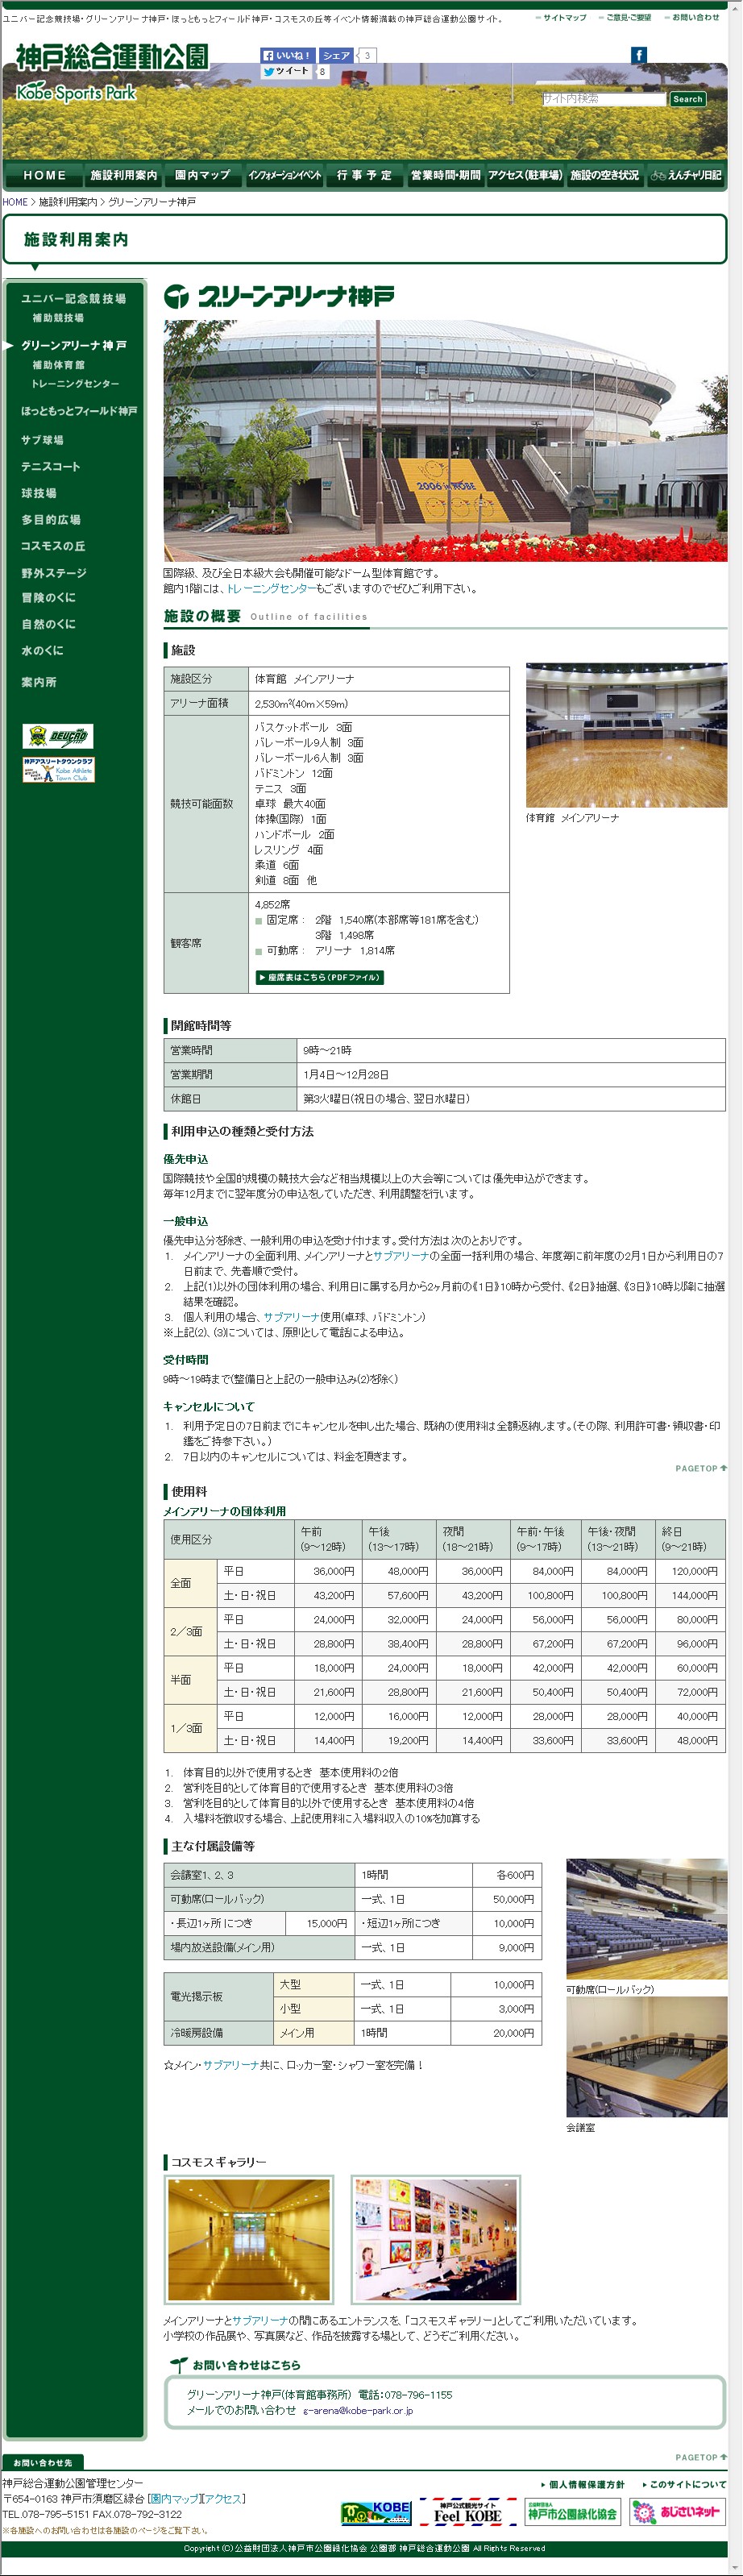 ユニバー記念競技場・グリーンアリーナ神戸・ほっともっとフィールド神戸・コスモスの丘等イベント情報満載の神戸総合運動公園サイト。
サイトマップ ご意見・ご要望 お問い合わせ
神戸総合運動公園
Kobe Sports Park
いいね！ シェア 3
ツイート 8
サイト内検索 Search
HOME 施設利用案内 園内マップ インフォメーションイベント 行事予定 営業時間・期間 アクセス(駐車場) 施設の空き状況 えんチャリ日記
HOME > 施設利用案内 > グリーンアリーナ神戸
施設利用案内
ユニバー記念競技場
補助競技場
グリーンアリーナ神戸
補助体育館
トレーニングセンター
ほっともっとフィールド神戸
サブ球場
テニスコート
球技場
多目的広場
コスモスの丘
野外ステージ
冒険のくに
自然のくに
水のくに
案内所
DEUCÃO
神戸アスリートタウンクラブ
Kobe Athlete Town Club
グリーンアリーナ神戸
2006 in KOBE
国際級、及び全日本級大会も開催可能なドーム型体育館です。
館内1階には、トレーニングセンターもございますのでぜひご利用下さい。
施設の概要 Outline of facilities
施設
施設区分 体育館 メインアリーナ
アリーナ面積 2,530m²(40m×59m)
競技可能面数
バスケットボール 3面
バレーボール9人制 3面
バレーボール6人制 3面
バドミントン 12面
テニス 3面
卓球 最大40面
体操(国際) 1面
ハンドボール 2面
レスリング 4面
柔道 6面
剣道 8面 他
観客席
4,852席
■ 固定席： 2階 1,540席(本部席等181席を含む)
3階 1,498席
■ 可動席： アリーナ 1,814席
座席表はこちら(PDFファイル)
体育館 メインアリーナ
開館時間等
営業時間 9時～21時
営業期間 1月4日～12月28日
休館日 第3火曜日(祝日の場合、翌日水曜日)
利用申込の種類と受付方法
優先申込
国際競技や全国的規模の競技大会など相当規模以上の大会等については優先申込ができます。
毎年12月までに翌年度分の申込をしていただき、利用調整を行います。
一般申込
優先申込分を除き、一般利用の申込を受け付けます。受付方法は次のとおりです。
1. メインアリーナの全面利用、メインアリーナとサブアリーナの全面一括利用の場合、年度毎に前年度の2月1日から利用日の7
日前まで、先着順で受付。
2. 上記(1)以外の団体利用の場合、利用日に属する月から2ヶ月前の《1日》10時から受付、《2日》抽選、《3日》10時以降に抽選
結果を確認。
3. 個人利用の場合、サブアリーナ使用(卓球、バドミントン)
※上記(2)、(3)については、原則として電話による申込。
受付時間
9時～19時まで(整備日と上記の一般申込み(2)を除く)
キャンセルについて
1. 利用予定日の7日前までにキャンセルを申し出た場合、既納の使用料は全額返納します。(その際、利用許可書・領収書・印
鑑をご持参下さい。)
2. 7日以内のキャンセルについては、料金を頂きます。
PAGETOP
使用料
メインアリーナの団体利用
使用区分 午前 午後 夜間 午前・午後 午後・夜間 終日
(9～12時) (13～17時) (18～21時) (9～17時) (13～21時) (9～21時)
全面
平日 36,000円 48,000円 36,000円 84,000円 84,000円 120,000円
土・日・祝日 43,200円 57,600円 43,200円 100,800円 100,800円 144,000円
2／3面
平日 24,000円 32,000円 24,000円 56,000円 56,000円 80,000円
土・日・祝日 28,800円 38,400円 28,800円 67,200円 67,200円 96,000円
半面
平日 18,000円 24,000円 18,000円 42,000円 42,000円 60,000円
土・日・祝日 21,600円 28,800円 21,600円 50,400円 50,400円 72,000円
1／3面
平日 12,000円 16,000円 12,000円 28,000円 28,000円 40,000円
土・日・祝日 14,400円 19,200円 14,400円 33,600円 33,600円 48,000円
1. 体育目的以外で使用するとき 基本使用料の2倍
2. 営利を目的として体育目的で使用するとき 基本使用料の3倍
3. 営利を目的として体育目的以外で使用するとき 基本使用料の4倍
4. 入場料を徴収する場合、上記使用料に入場料収入の10%を加算する
主な付属設備等
会議室1、2、3 1時間 各600円
可動席(ロールバック) 一式、1日 50,000円
・長辺1ヶ所につき 15,000円 ・短辺1ヶ所につき 10,000円
場内放送設備(メイン用) 一式、1日 9,000円
電光掲示板 大型 一式、1日 10,000円
小型 一式、1日 3,000円
冷暖房設備 メイン用 1時間 20,000円
可動席(ロールバック)
会議室
☆メイン・サブアリーナ共に、ロッカー室・シャワー室を完備！
コスモスギャラリー
メインアリーナとサブアリーナの間にあるエントランスを、「コスモスギャラリー」としてご利用いただいています。
小学校の作品展や、写真展など、作品を披露する場として、どうぞご利用ください。
お問い合わせはこちら
グリーンアリーナ神戸(体育館事務所) 電話：078-796-1155
メールでのお問い合わせ g-arena@kobe-park.or.jp
PAGETOP
お問い合わせ先
神戸総合運動公園管理センター
〒654-0163 神戸市須磨区緑台 [園内マップ][アクセス]
TEL.078-795-5151 FAX.078-792-3122
※各施設へのお問い合わせは各施設のページをご覧下さい。
個人情報保護方針 このサイトについて
KOBE
神戸公式観光サイト
Feel KOBE
神戸市公園緑化協会
あじさいネット
Copyright (C) 公益財団法人神戸市公園緑化協会 公園部 神戸総合運動公園 All Rights Reserved